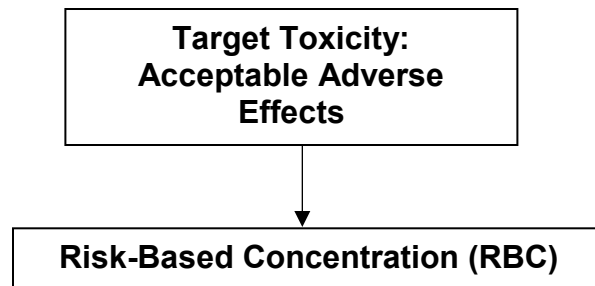 Target Toxicity:
Acceptable Adverse
Effects
Risk-Based Concentration (RBC)